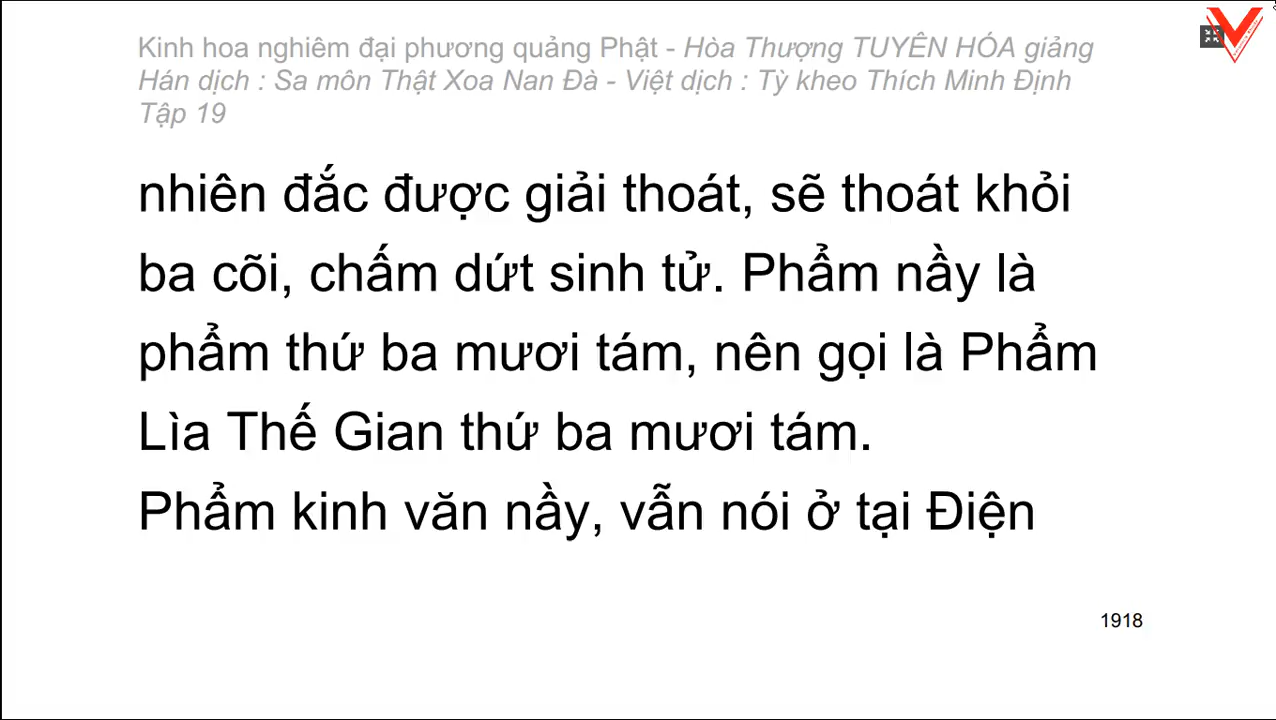 Kinh hoa nghiêm đại phương quảng Phật - Hòa Thượng TUYÊN HÓA giảng
Hán dịch : Sa môn Thật Xoa Nan Đà - Việt dịch : Tỳ kheo Thích Minh Định
Tập 19
nhiên đắc được giải thoát, sẽ thoát khỏi
ba cõi, chấm dứt sinh tử. Phẩm nầy là
phẩm thứ ba mươi tám, nên gọi là Phẩm
Lìa Thế Gian thứ ba mươi tám.
Phẩm kinh văn nầy, vẫn nói ở tại Điện
1918